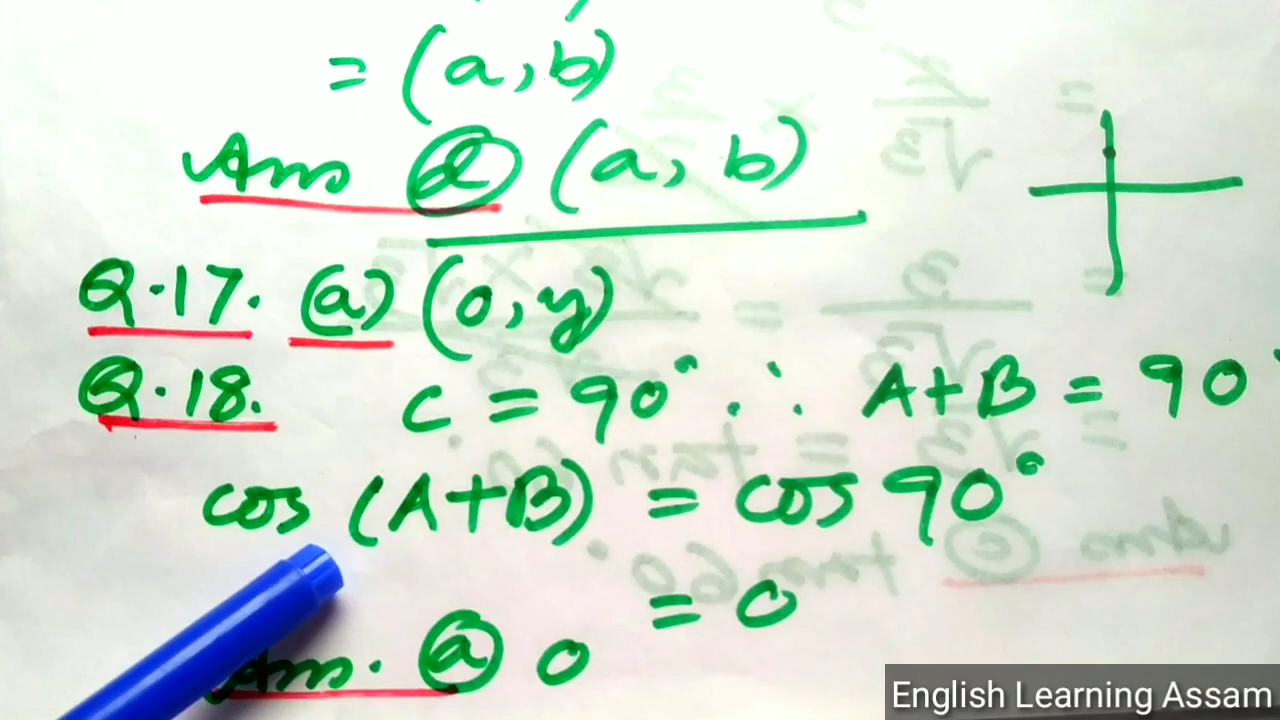 = (a, b)
Ans (d) (a, b)
Q.17. (a) (0, y)
Q.18. C = 90° ∴ A+B = 90°
cos (A+B) = cos 90°
= 0
Ans. (a) 0
English Learning Assam